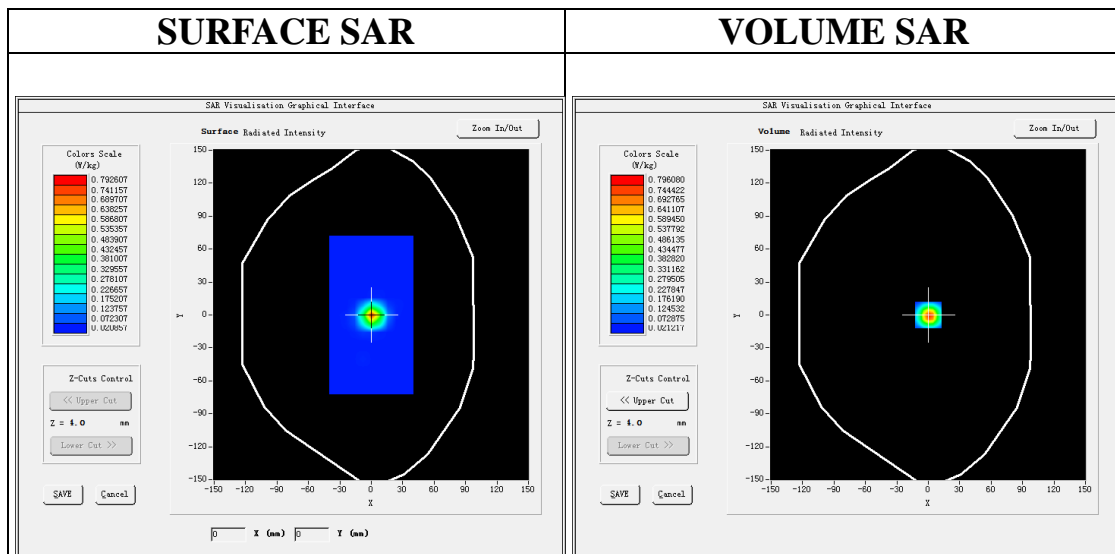 SURFACE SAR
VOLUME SAR
SAR Visualisation Graphical Interface
Surface Radiated Intensity
Zoom In/Out
Colors Scale
(W/kg)
0.792607
0.741157
0.689707
0.638257
0.586807
0.535357
0.483907
0.432457
0.381007
0.329557
0.278107
0.226657
0.175207
0.123757
0.072307
0.020857
Z-Cuts Control
<< Upper Cut
Z = 4.0 mm
Lower Cut >>
SAVE Cancel
150
120
90
60
30
0
-30
-60
-90
-120
-150
Y
-150 -120 -90 -60 -30 0 30 60 90 120 150
X
0 X (mm) 0 Y (mm)
SAR Visualisation Graphical Interface
Volume Radiated Intensity
Zoom In/Out
Colors Scale
(W/kg)
0.796080
0.744422
0.692765
0.641107
0.589450
0.537792
0.486135
0.434477
0.382820
0.331162
0.279505
0.227847
0.176190
0.124532
0.072875
0.021217
Z-Cuts Control
<< Upper Cut
Z = 4.0 mm
Lower Cut >>
SAVE Cancel
150
120
90
60
30
0
-30
-60
-90
-120
-150
Y
-150 -120 -90 -60 -30 0 30 60 90 120 150
X